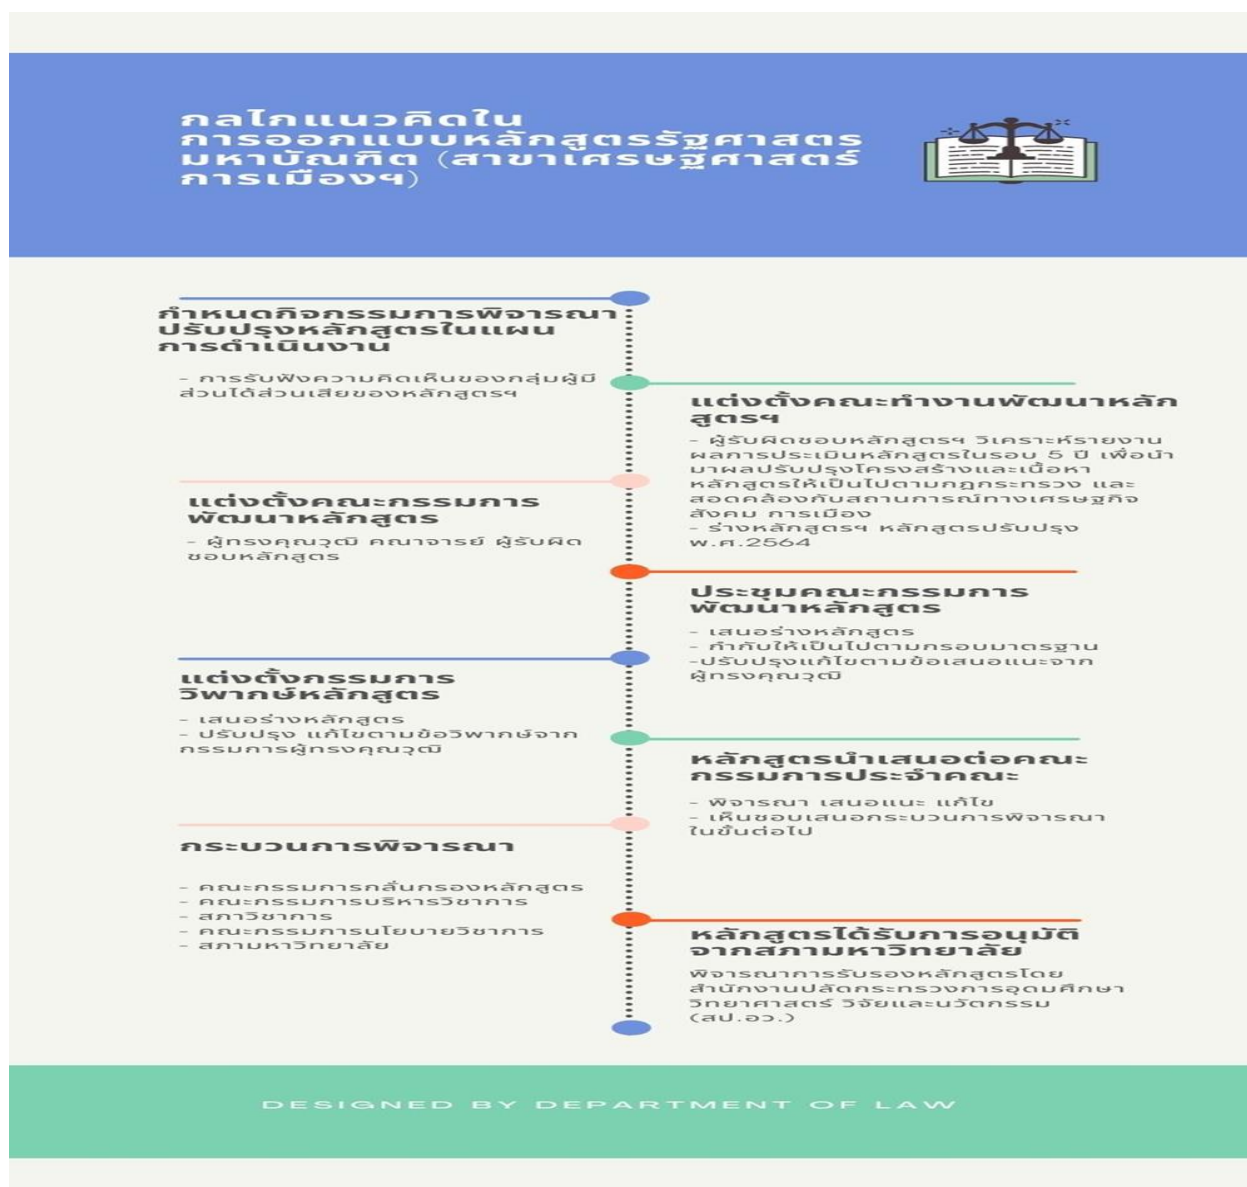 กลไกแนวคิดใน
การออกแบบหลักสูตรรัฐศาสตร
มหาบัณฑิต (สาขาเศรษฐศาสตร์
การเมืองฯ)
กำหนดกิจกรรมการพิจารณา
ปรับปรุงหลักสูตรในแผน
การดำเนินงาน
- การรับฟังความคิดเห็นของกลุ่มผู้มี
ส่วนได้ส่วนเสียของหลักสูตรฯ
แต่งตั้งคณะทำงานพัฒนาหลัก
สูตรฯ
- ผู้รับผิดชอบหลักสูตรฯ วิเคราะห์รายงาน
ผลการประเมินหลักสูตรในรอบ 5 ปี เพื่อนำ
มาผลปรับปรุงโครงสร้างและเนื้อหา
หลักสูตรให้เป็นไปตามกฎกระทรวง และ
สอดคล้องกับสถานการณ์ทางเศรษฐกิจ
สังคม การเมือง
- ร่างหลักสูตรฯ หลักสูตรปรับปรุง
พ.ศ.2564
แต่งตั้งคณะกรรมการ
พัฒนาหลักสูตร
- ผู้ทรงคุณวุฒิ คณาจารย์ ผู้รับผิด
ชอบหลักสูตร
ประชุมคณะกรรมการ
พัฒนาหลักสูตร
- เสนอร่างหลักสูตร
- กำกับให้เป็นไปตามกรอบมาตรฐาน
-ปรับปรุงแก้ไขตามข้อเสนอแนะจาก
ผู้ทรงคุณวุฒิ
แต่งตั้งกรรมการ
วิพากษ์หลักสูตร
- เสนอร่างหลักสูตร
- ปรับปรุง แก้ไขตามข้อวิพากษ์จาก
กรรมการผู้ทรงคุณวุฒิ
หลักสูตรนำเสนอต่อคณะ
กรรมการประจำคณะ
- พิจารณา เสนอแนะ แก้ไข
- เห็นชอบเสนอกระบวนการพิจารณา
ในขั้นต่อไป
กระบวนการพิจารณา
- คณะกรรมการกลั่นกรองหลักสูตร
- คณะกรรมการบริหารวิชาการ
- สภาวิชาการ
- คณะกรรมการนโยบายวิชาการ
- สภามหาวิทยาลัย
หลักสูตรได้รับการอนุมัติ
จากสภามหาวิทยาลัย
พิจารณาการรับรองหลักสูตรโดย
สำนักงานปลัดกระทรวงการอุดมศึกษา
วิทยาศาสตร์ วิจัยและนวัตกรรม
(สป.อว.)
DESIGNED BY DEPARTMENT OF LAW